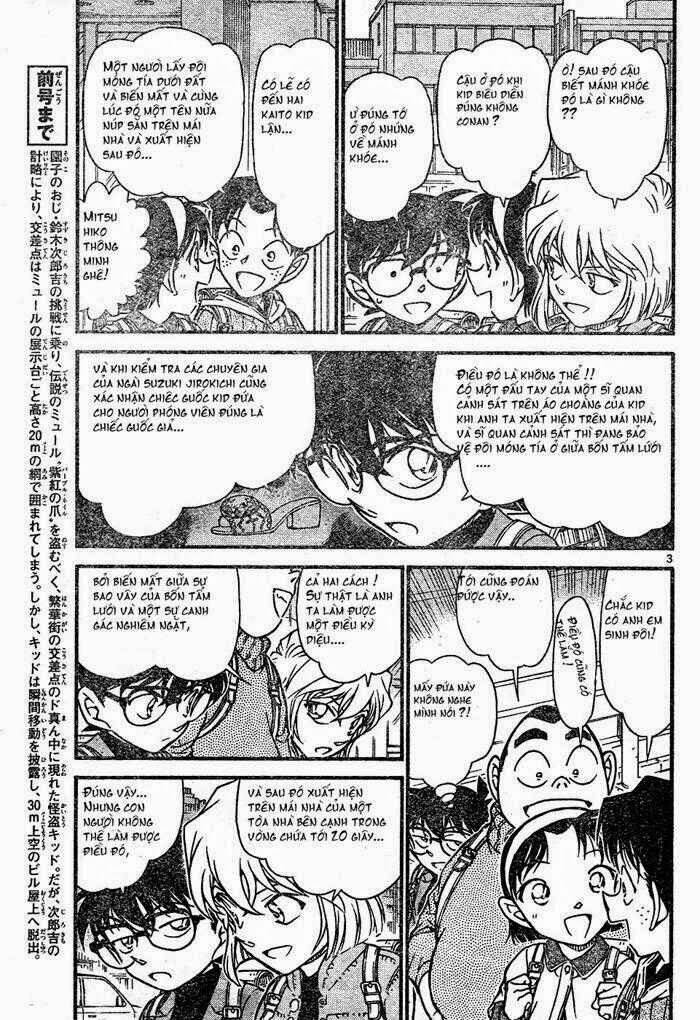 Ồ! SAU ĐÓ CẬU
BIẾT MÁNH KHÓE
ĐÓ LÀ GÌ
KHÔNG??
CẬU Ở ĐÓ KHI
KID BIỂU DIỄN
ĐÚNG KHÔNG
CONAN?
Ừ ĐÚNG TỚ
Ở ĐÓ NHƯNG
VỀ MÁNH
KHÓE...
CÓ LẼ CÓ
ĐẾN HAI
KAITO KID
LẬN...
MỘT NGƯỜI LẤY ĐÔI
MÓNG TÍA DƯỚI ĐẤT
VÀ BIẾN MẤT VÀ CÙNG
LÚC ĐÓ MỘT TÊN NỮA
NÚP SẴN TRÊN MÁI
NHÀ VÀ XUẤT HIỆN
SAU ĐÓ...
MITSU
HIKO
THÔNG
MINH
GHÊ!
ĐIỀU ĐÓ LÀ KHÔNG THỂ!!
CÓ MỘT DẤU TAY CỦA MỘT SĨ QUAN
CẢNH SÁT TRÊN ÁO CHOÀNG CỦA KID
KHI ANH TA XUẤT HIỆN TRÊN MÁI NHÀ,
VÀ SĨ QUAN CẢNH SÁT THÌ ĐANG BẢO
VỆ ĐÔI MÓNG TÍA Ở GIỮA BỐN TẤM LƯỚI
....
VÀ KHI KIỂM TRA CÁC CHUYÊN GIA
CỦA NGÀI SUZUKI JIROKICHI CŨNG
XÁC NHẬN CHIẾC GUỐC KID ĐƯA
CHO NGƯỜI PHÓNG VIÊN ĐÚNG LÀ
CHIẾC GUỐC GIẢ...
3
CHẮC KID
CÓ ANH EM
SINH ĐÔI!
ĐIỀU ĐÓ CŨNG CÓ
THỂ LẮM!
TÔI CŨNG ĐOÁN
ĐƯỢC VẬY..
MẤY ĐỨA NÀY
KHÔNG NGHE
MÌNH NÓI?!
CẢ HAI CÁCH!
SỰ THẬT LÀ ANH
TA LÀM ĐƯỢC
MỘT ĐIỀU KỲ
DIỆU....
BỞI BIẾN MẤT GIỮA SỰ
BAO VÂY CỦA BỐN TẤM
LƯỚI VÀ MỘT SỰ CANH
GÁC NGHIÊM NGẶT,
VÀ SAU ĐÓ XUẤT HIỆN
TRÊN MÁI NHÀ CỦA MỘT
TÒA NHÀ CẠNH TRONG
VÒNG CHƯA TỚI 20 GIÂY...
ĐÚNG VẬY...
NHƯNG CON
NGƯỜI KHÔNG
THỂ LÀM ĐƯỢC
ĐIỀU ĐÓ,
前号まで
園子のおじ・鈴木次郎吉の挑戦に乗り、伝説のミュール“紫紅の爪”を盗むべく、繁華街の交差点のド真ん中に現れた怪盗キッド。だが、次郎吉の
計略により、交差点はミュールの展示台ごと高さ20mの網で囲まれてしまう。しかし、キッドは瞬間移動を披露し、30m上空のビル屋上へ脱出。